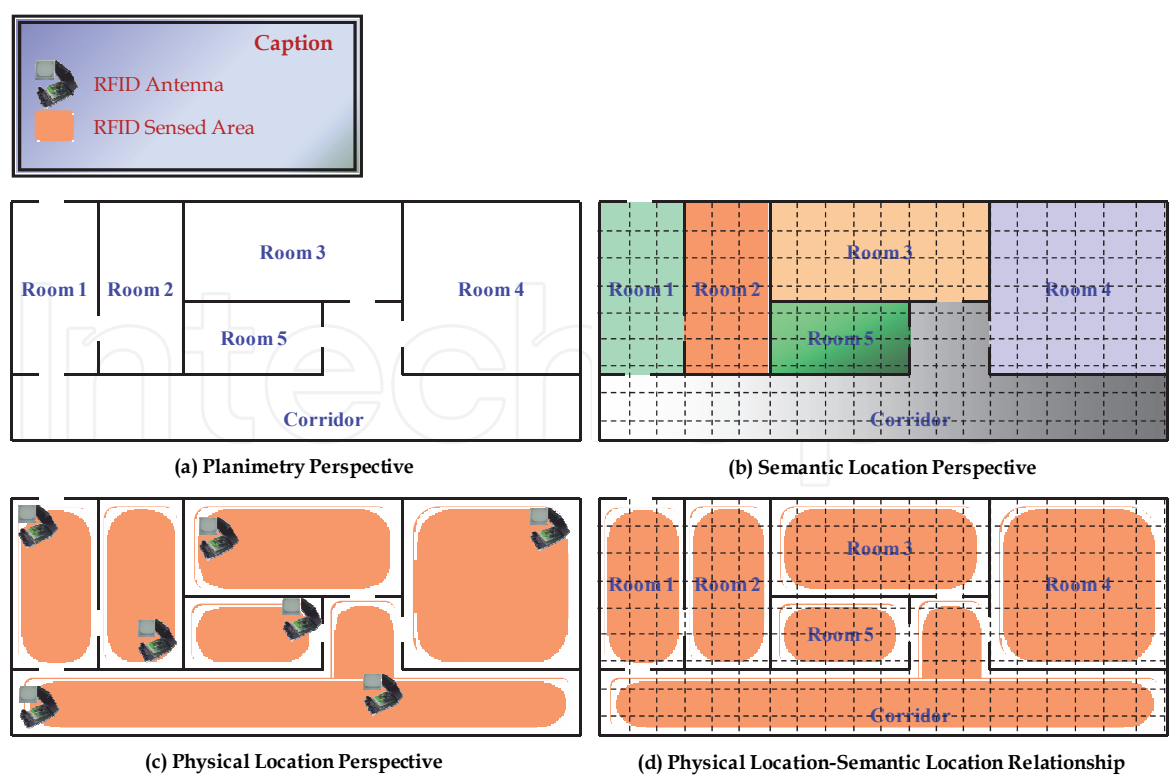 Caption
RFID Antenna
RFID Sensed Area
Room 3
Room 1
Room 2
Room 4
Room 5
Corridor
(a) Planimetry Perspective
Room 3
Room 1
Room 2
Room 4
Room 5
Corridor
(b) Semantic Location Perspective
(c) Physical Location Perspective
Room 3
Room 1
Room 2
Room 4
Room 5
Corridor
(d) Physical Location-Semantic Location Relationship